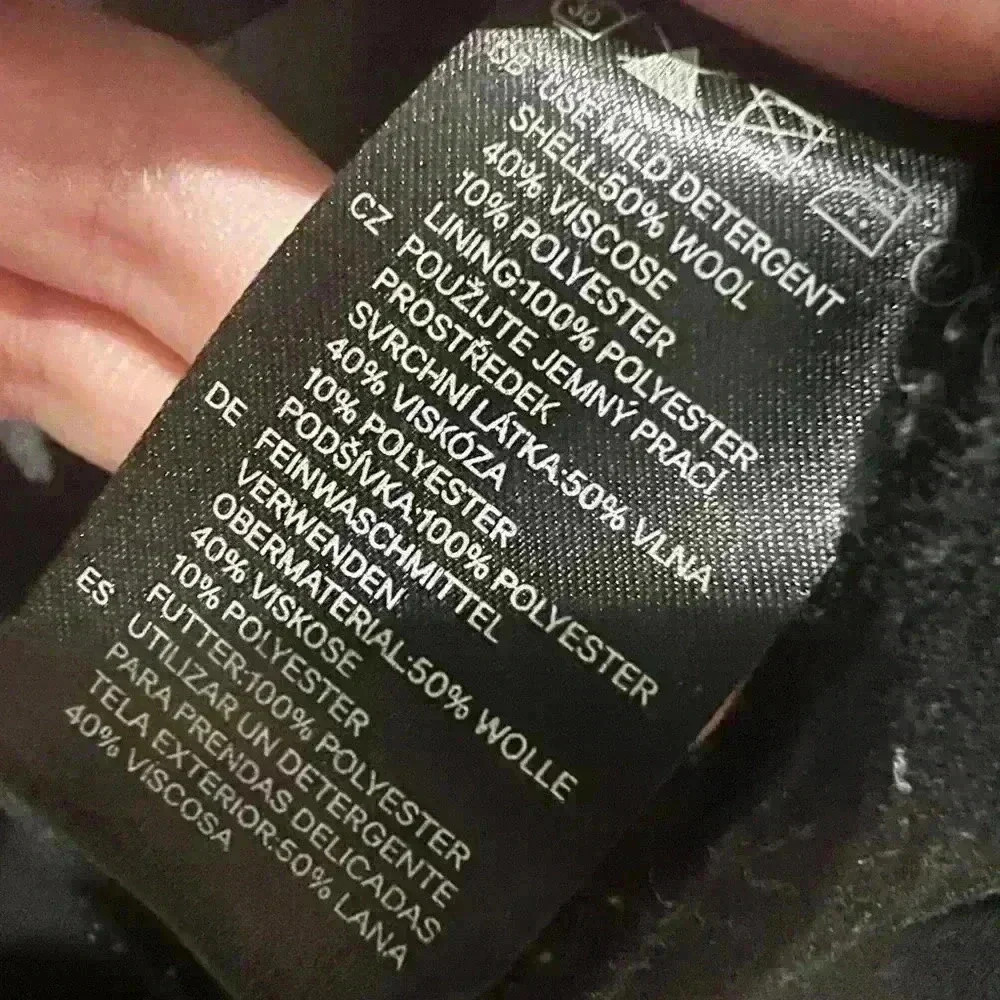 30
GB USE MILD DETERGENT
SHELL:50% WOOL
40% VISCOSE
10% POLYESTER
LINING:100% POLYESTER
CZ POUŽIJTE JEMNÝ PRACÍ
PROSTŘEDEK
SVRCHNÍ LÁTKA:50% VLNA
40% VISKÓZA
10% POLYESTER
PODŠÍVKA:100% POLYESTER
DE FEINWASCHMITTEL
VERWENDEN
OBERMATERIAL:50% WOLLE
40% VISKOSE
10% POLYESTER
FUTTER:100% POLYESTER
ES UTILIZAR UN DETERGENTE
PARA PRENDAS DELICADAS
TELA EXTERIOR:50% LANA
40% VISCOSA